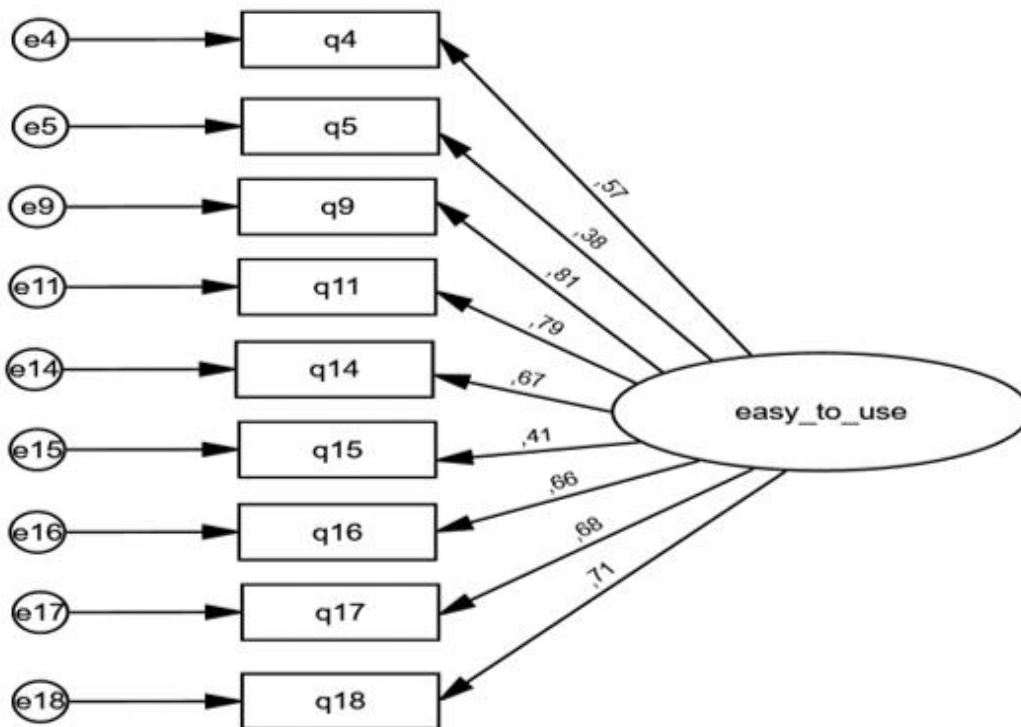 e4 q4
,57
e5 q5
,38
e9 q9
,81
e11 q11
,79
e14 q14
,67
easy_to_use
e15 q15
,41
e16 q16
,66
e17 q17
,68
e18 q18
,71